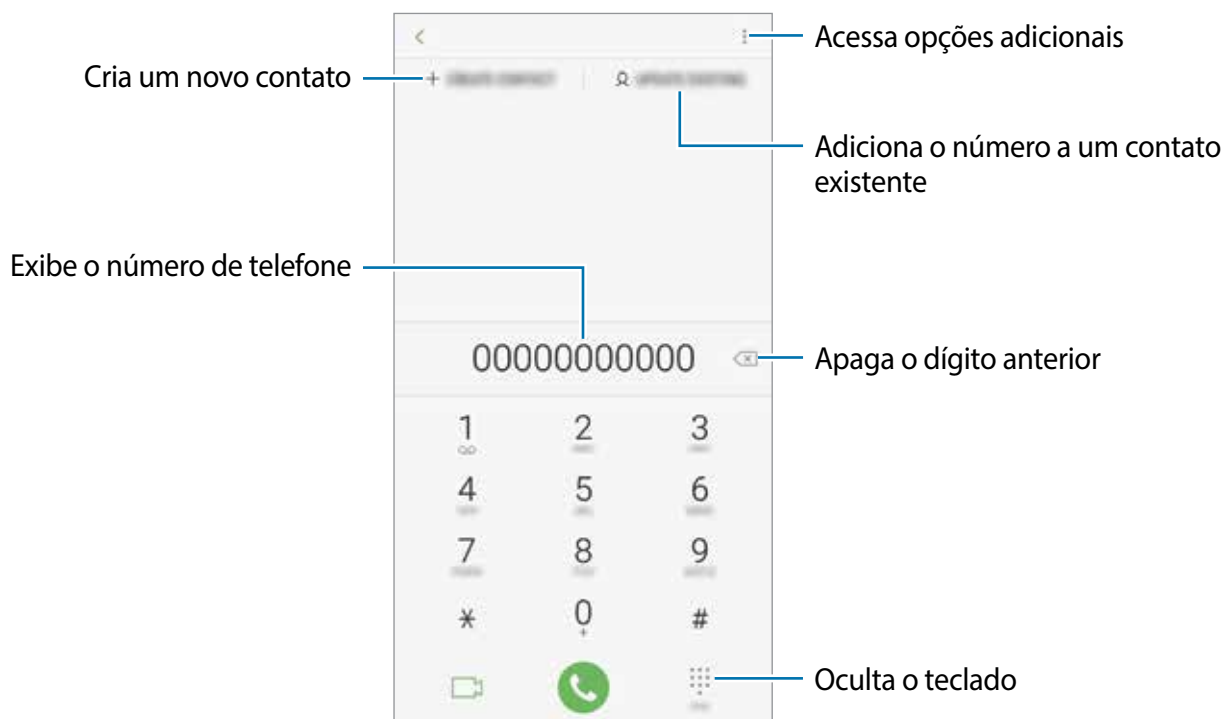 Acessa opções adicionais
Cria um novo contato
Adiciona o número a um contato
existente
Exibe o número de telefone
00000000000
Apaga o dígito anterior
1 2 3
4 5 6
7 8 9
* 0 #
+
Oculta o teclado